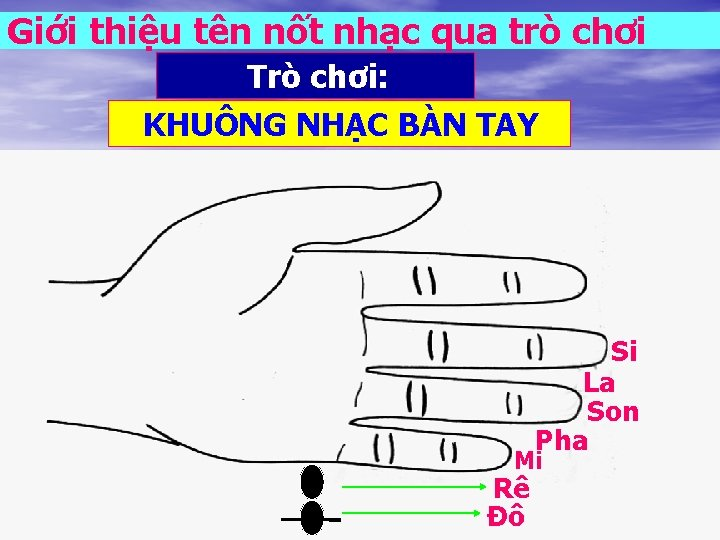 Giới thiệu tên nốt nhạc qua trò chơi
Trò chơi:
KHUÔNG NHẠC BÀN TAY
Si
La
Son
Pha
Mi
Rê
Đô